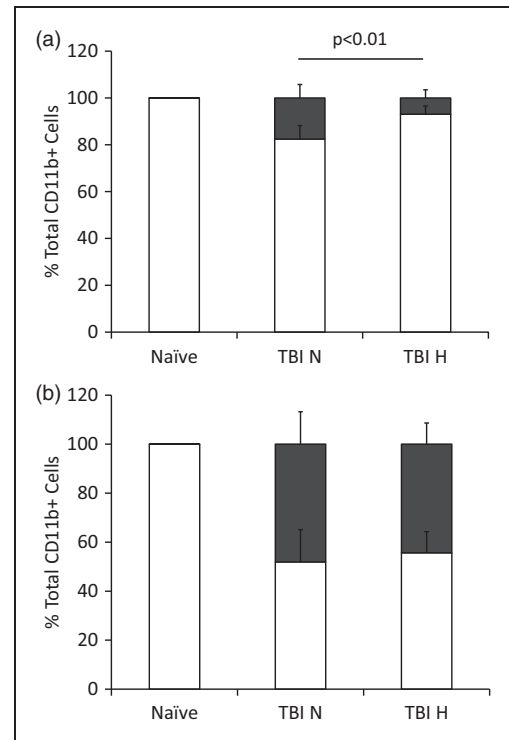 (a)
p<0.01
120
100
80
60
40
20
0
% Total CD11b+ Cells
Naïve TBI N TBI H
(b)
120
100
80
60
40
20
0
% Total CD11b+ Cells
Naïve TBI N TBI H